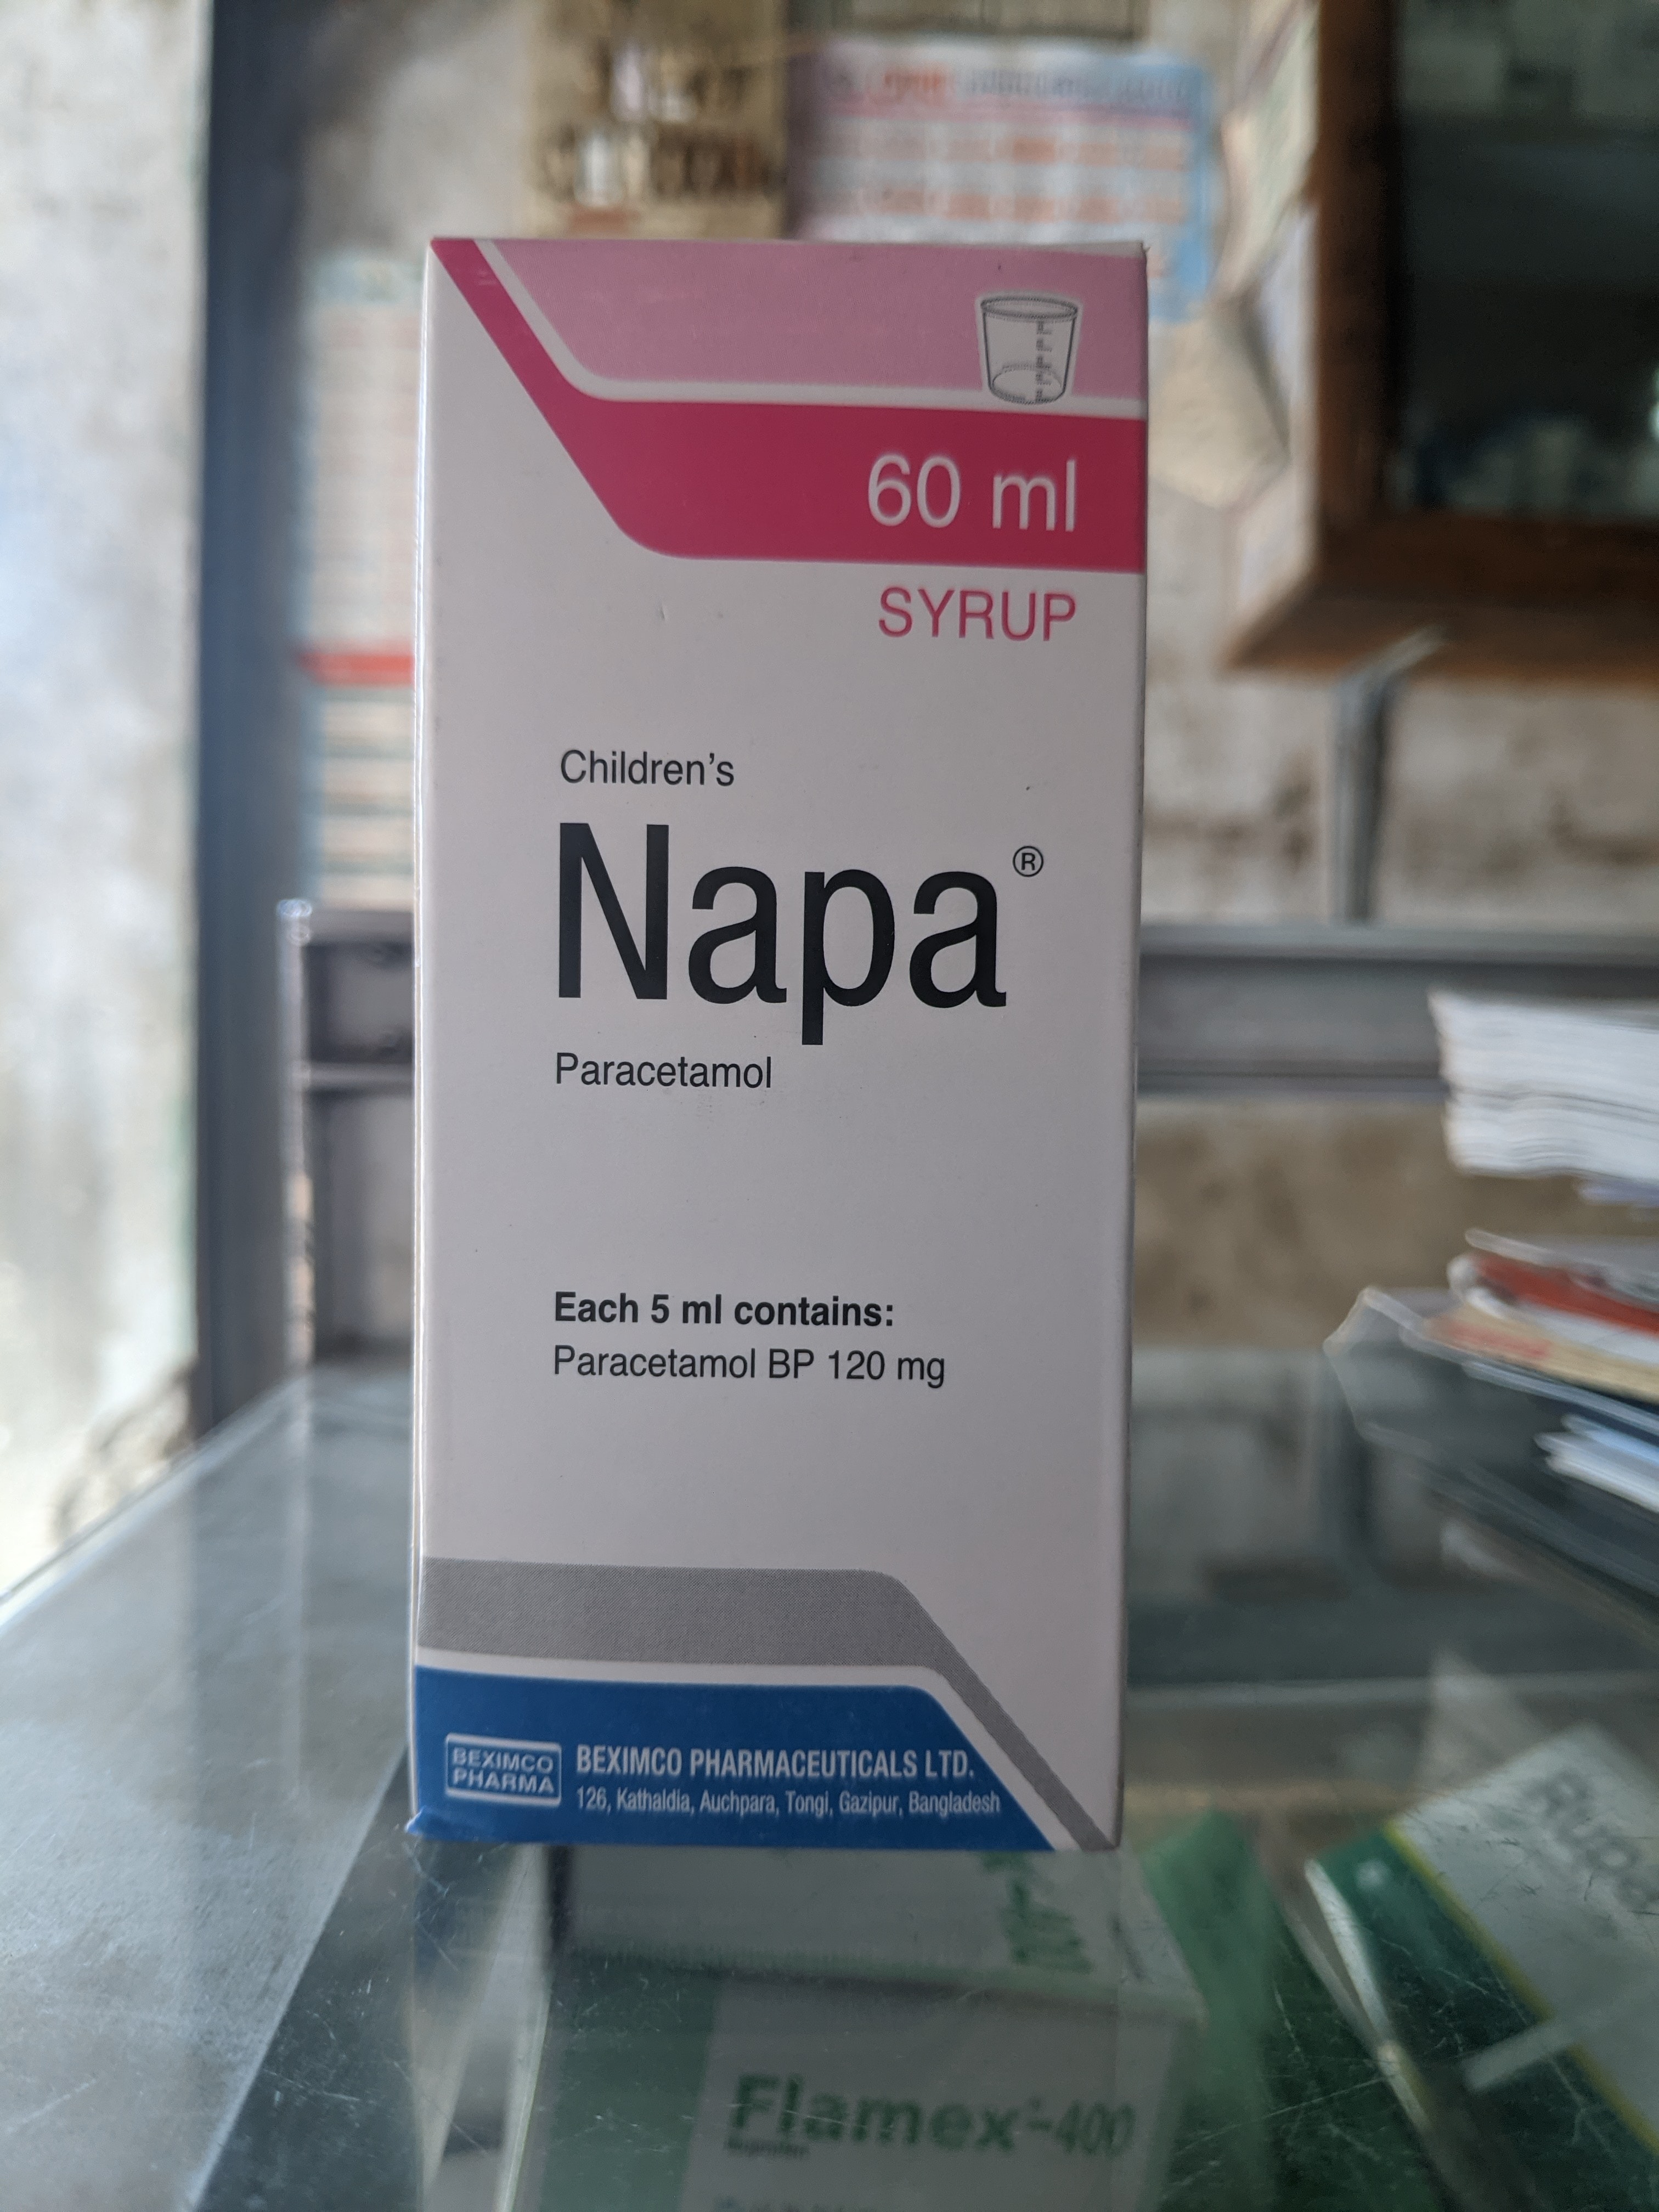 60 ml
SYRUP
Children's
Napa®
Paracetamol
Each 5 ml contains:
Paracetamol BP 120 mg
BEXIMCO
PHARMA
BEXIMCO PHARMACEUTICALS LTD.
126, Kathaldia, Auchpara, Tongi, Gazipur, Bangladesh
Flamex-400